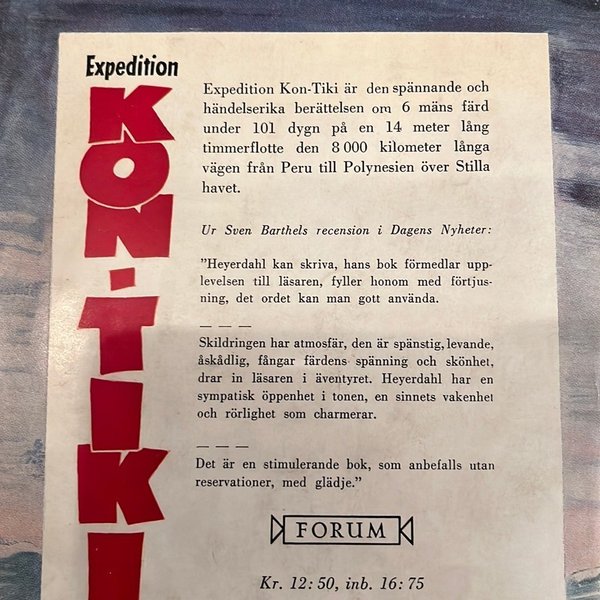 Expedition
KON-TIKI
Expedition Kon-Tiki är den spännande och
händelserika berättelsen om 6 mäns färd
under 101 dygn på en 14 meter lång
timmerflotte den 8 000 kilometer långa
vägen från Peru till Polynesien över Stilla
havet.
Ur Sven Barthels recension i Dagens Nyheter:
"Heyerdahl kan skriva, hans bok förmedlar upp-
levelsen till läsaren, fyller honom med förtjus-
ning, det ordet kan man gott använda.
— — —
Skildringen har atmosfär, den är spänstig, levande,
åskådlig, fångar färdens spänning och skönhet,
drar in läsaren i äventyret. Heyerdahl har en
sympatisk öppenhet i tonen, en sinnets vakenhet
och rörlighet som charmerar.
— — —
Det är en stimulerande bok, som anbefalls utan
reservationer, med glädje."
FORUM
Kr. 12:50, inb. 16:75